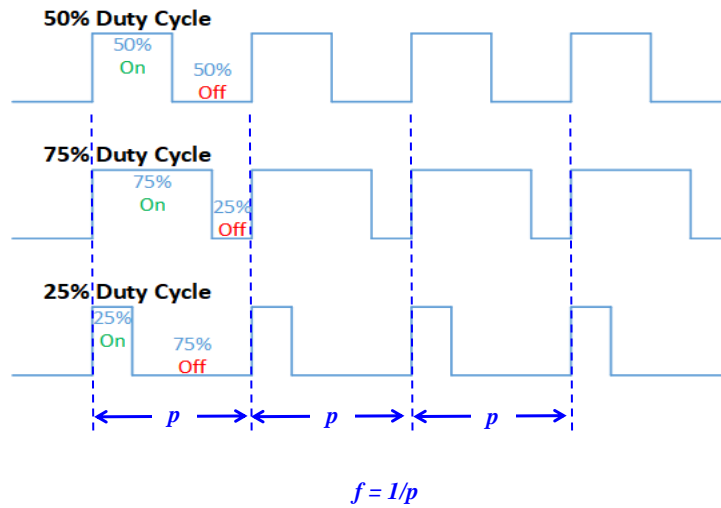 50% Duty Cycle
50%
On
50%
Off
75% Duty Cycle
75%
On
25%
Off
25% Duty Cycle
25%
On
75%
Off
p
p
p
f = 1/p